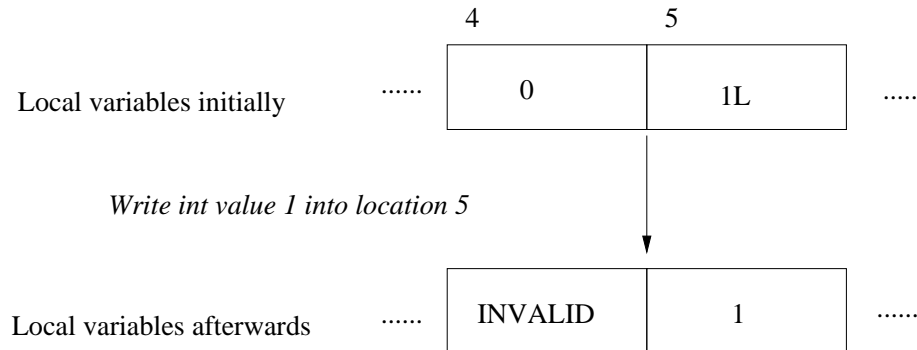 4 5
Local variables initially ...... 0 1L .....
Write int value 1 into location 5
Local variables afterwards ...... INVALID 1 ......